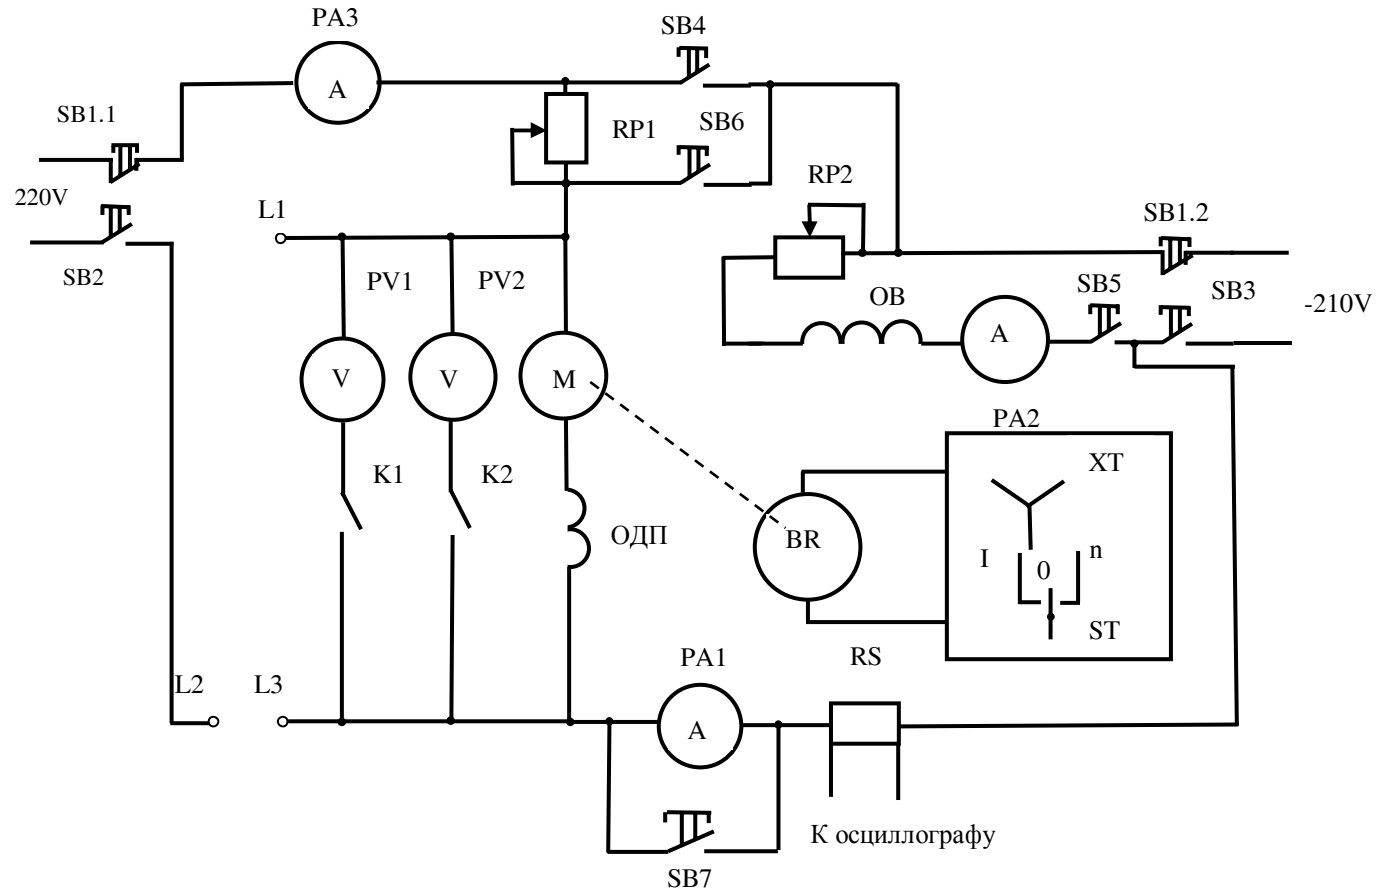 PA3
SB4
A
SB1.1
RP1
SB6
RP2
220V
L1
SB1.2
SB2
PV1
PV2
ОВ
SB5
SB3
-210V
A
V
V
M
PA2
XT
K1
K2
ОДП
BR
I
0
n
ST
PA1
RS
L2
L3
A
К осциллографу
SB7